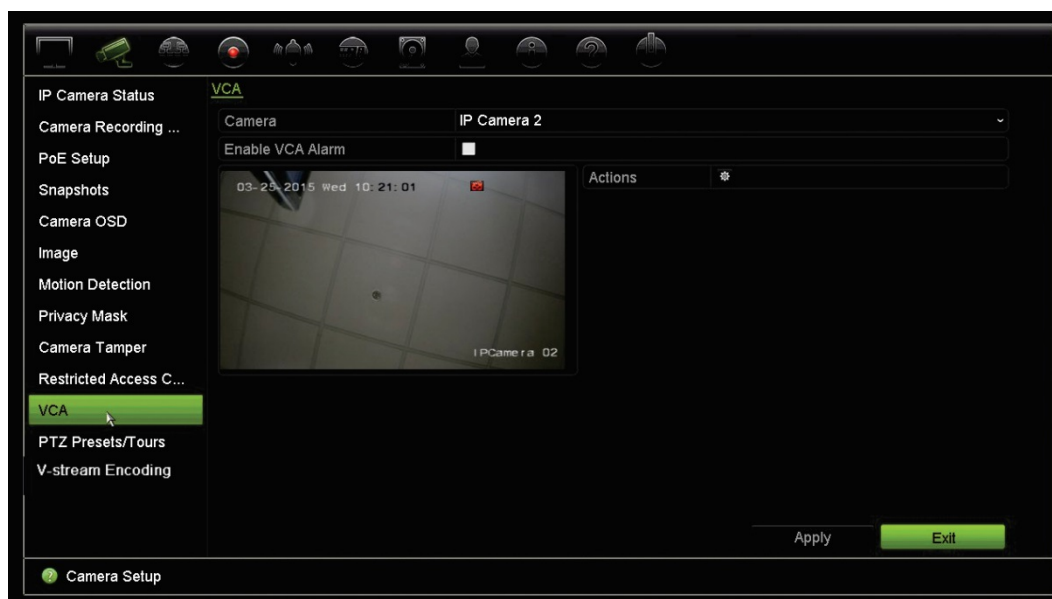 IP Camera Status
Camera Recording ...
PoE Setup
Snapshots
Camera OSD
Image
Motion Detection
Privacy Mask
Camera Tamper
Restricted Access C...
VCA
PTZ Presets/Tours
V-stream Encoding
VCA
Camera IP Camera 2
Enable VCA Alarm
03-25-2015 Wed 10:21:01
IPCamera 02
Actions
Apply Exit
Camera Setup